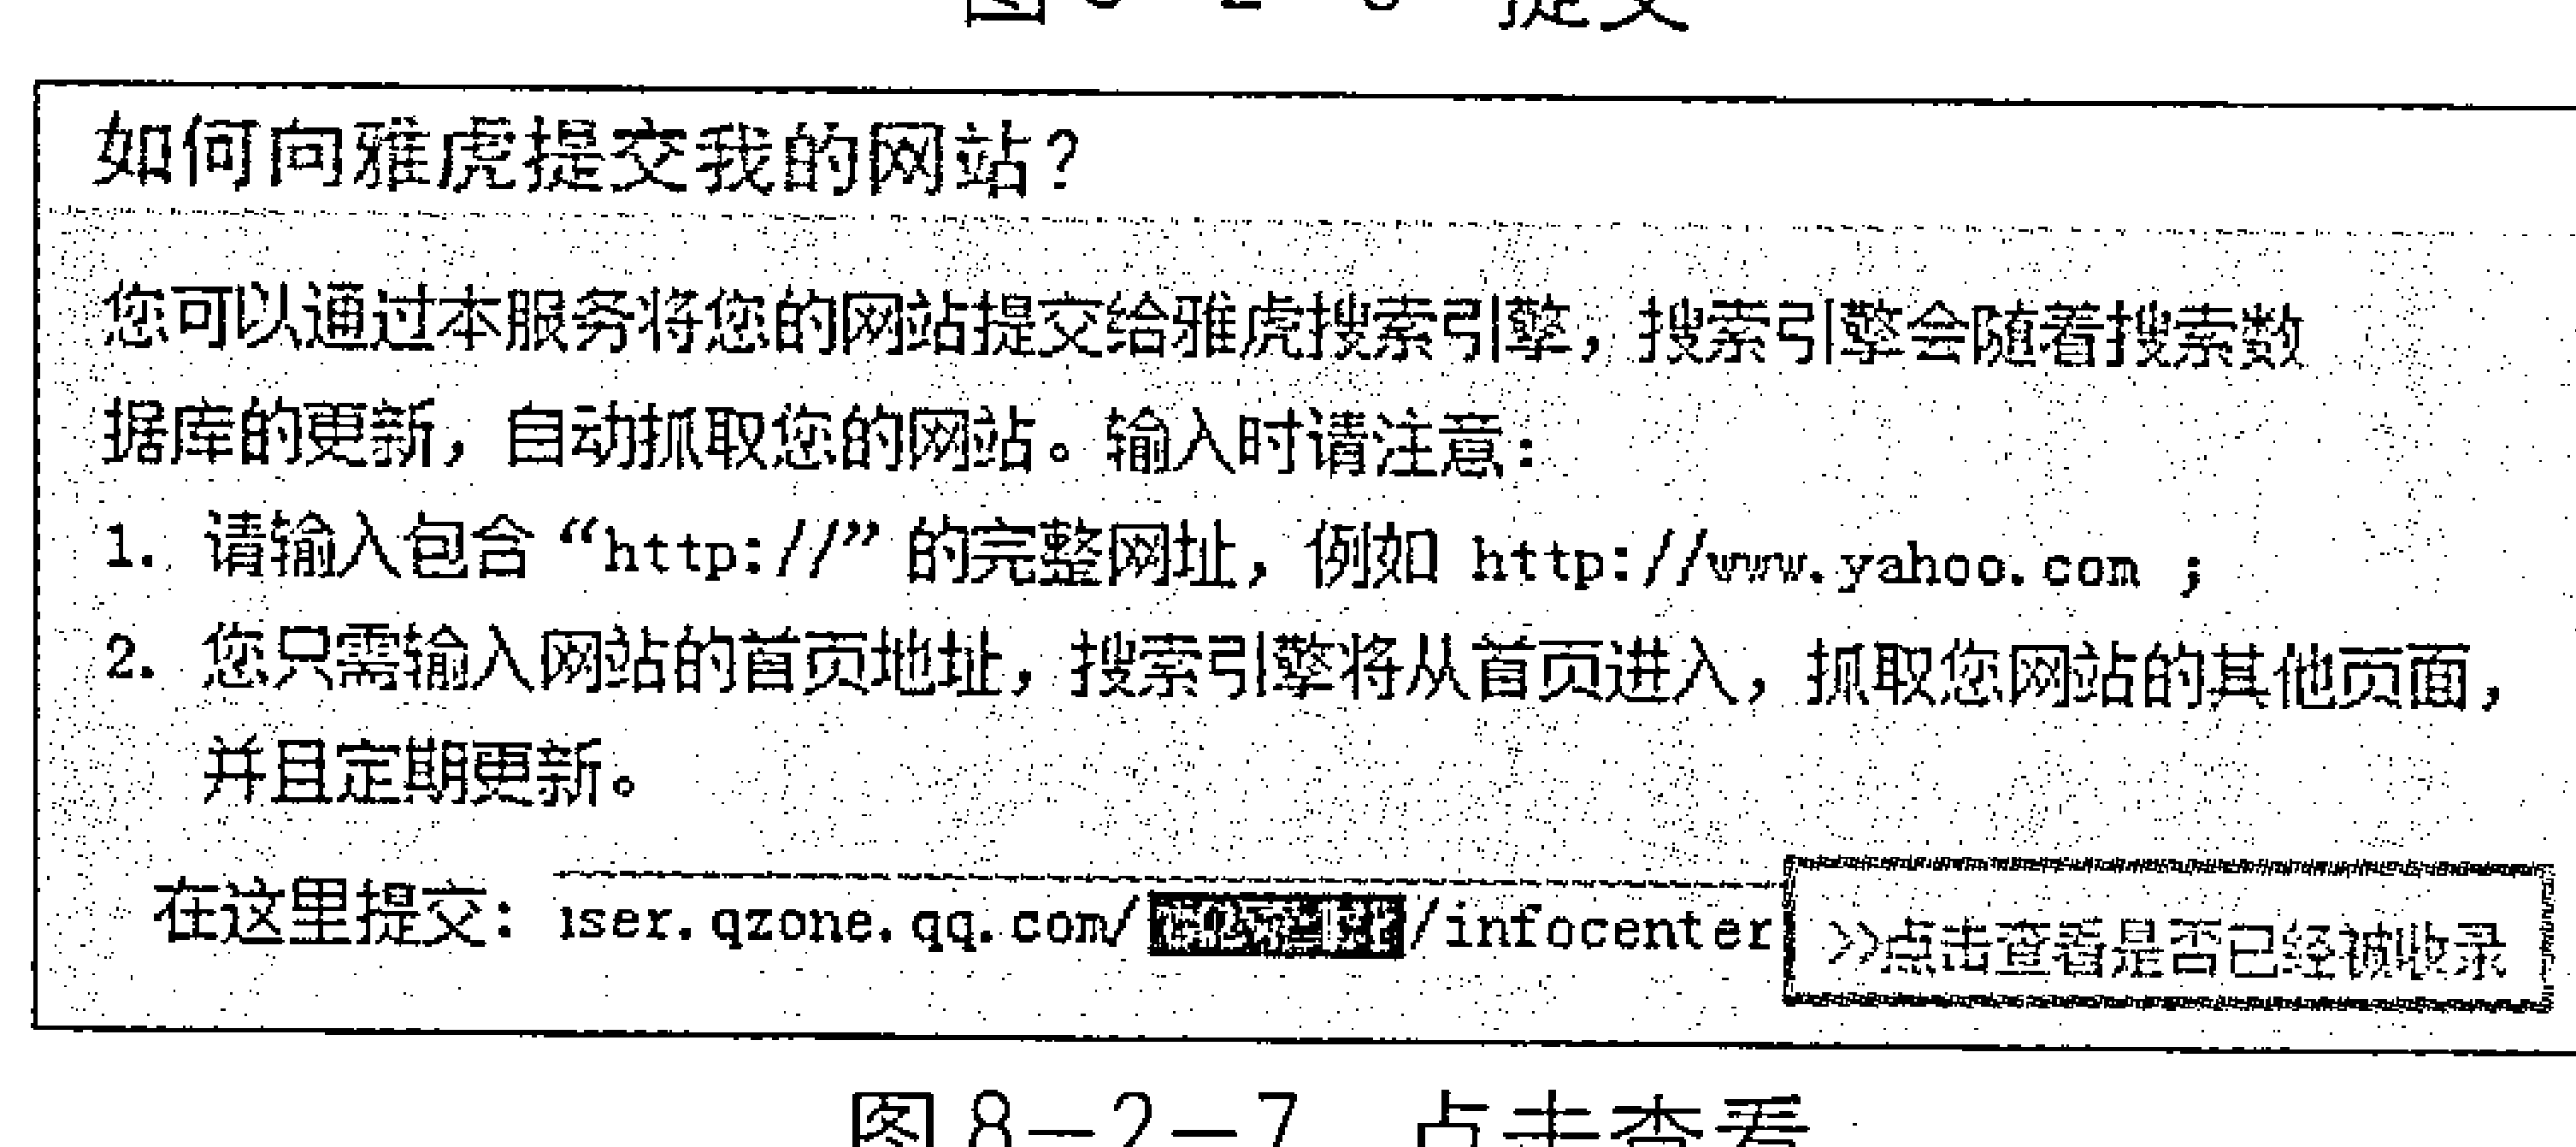 提交
如何向雅虎提交我的网站?
您可以通过本服务将您的网站提交给雅虎搜索引擎，搜索引擎会随着搜索数
据库的更新，自动抓取您的网站。输入时请注意：
1. 请输入包含“http://”的完整网址，例如 http://www.yahoo.com ；
2. 您只需输入网站的首页地址，搜索引擎将从首页进入，抓取您网站的其他页面，
并且定期更新。
在这里提交： user.qzone.qq.com/ /infocenter >>点击查看是否已经被收录
图 8－2－7 点击查看